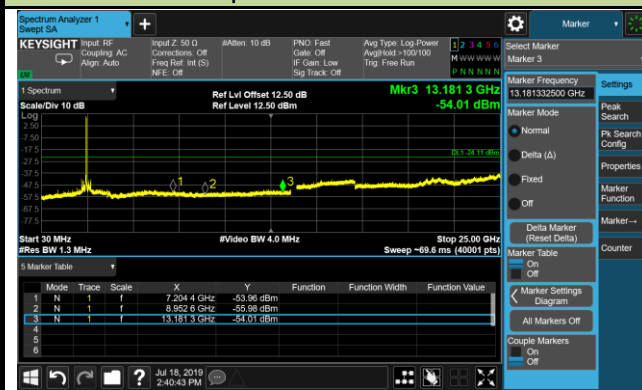 Spectrum Analyzer 1
Swept SA
+
Marker
KEYSIGHT Input: RF Input Z: 50 Ω #Atten: 10 dB PNO: Fast Avg Type: Log-Power 1 2 3 4 5 6
Coupling: AC Corrections: Off Gate: Off Avg|Hold:>100/100 M W W W W W
Align: Auto Freq Ref: Int (S) IF Gain: Low Trig: Free Run
NFE: Off Sig Track: Off P N N N N N
Select Marker
Marker 3
1 Spectrum
Ref Lvl Offset 12.50 dB
Mkr3 13.181 3 GHz
Scale/Div 10 dB
Ref Level 12.50 dBm
-54.01 dBm
Log
2.50
-7.50
-17.5
DL1 -24.11 dBm
-27.5
-37.5
-47.5
-57.5
-67.5
-77.5
1
2
3
Start 30 MHz #Video BW 4.0 MHz Stop 25.00 GHz
#Res BW 1.3 MHz Sweep ~69.6 ms (40001 pts)
5 Marker Table
Mode Trace Scale X Y Function Function Width Function Value
1 N 1 f 7.204 4 GHz -53.96 dBm
2 N 1 f 8.952 6 GHz -55.98 dBm
3 N 1 f 13.181 3 GHz -54.01 dBm
4
5
6
Marker Frequency
13.181332500 GHz
Marker Mode
Normal
Delta (Δ)
Fixed
Off
Delta Marker
(Reset Delta)
Marker Table
On
Off
Marker Settings
Diagram
All Markers Off
Couple Markers
On
Off
Settings
Peak
Search
Pk Search
Config
Properties
Marker
Function
Marker→
Counter
?
Jul 18, 2019
2:40:43 PM